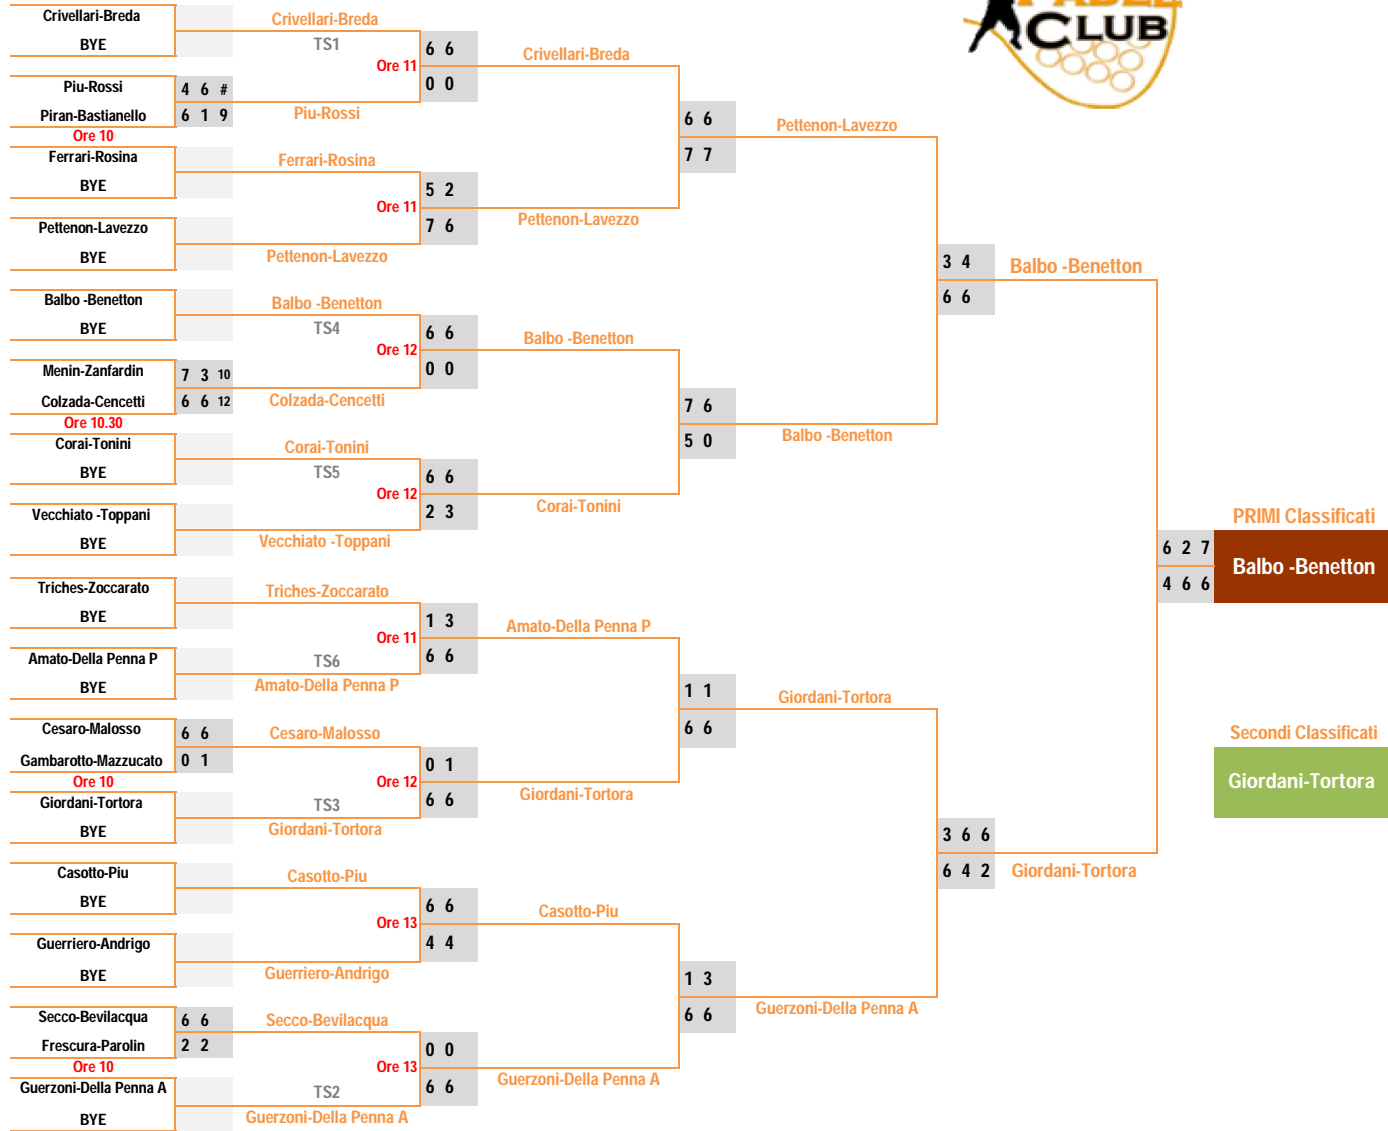 PADEL
CLUB
Crivellari-Breda
BYE
Crivellari-Breda
TS1
Ore 11
6 6
0 0
Crivellari-Breda
Piu-Rossi 4 6 #
Piran-Bastianello 6 1 9
Ore 10
Piu-Rossi
6 6
7 7
Pettenon-Lavezzo
Ferrari-Rosina
BYE
Ferrari-Rosina
Ore 11
5 2
7 6
Pettenon-Lavezzo
Pettenon-Lavezzo
BYE
Pettenon-Lavezzo
3 4
6 6
Balbo -Benetton
Balbo -Benetton
BYE
Balbo -Benetton
TS4
Ore 12
6 6
0 0
Balbo -Benetton
Menin-Zanfardin 7 3 10
Colzada-Cencetti 6 6 12
Ore 10.30
Colzada-Cencetti
7 6
5 0
Balbo -Benetton
Corai-Tonini
BYE
Corai-Tonini
TS5
Ore 12
6 6
2 3
Corai-Tonini
Vecchiato -Toppani
BYE
Vecchiato -Toppani
PRIMI Classificati
6 2 7
4 6 6
Balbo -Benetton
Triches-Zoccarato
BYE
Triches-Zoccarato
Ore 11
1 3
6 6
Amato-Della Penna P
Amato-Della Penna P
BYE
TS6
Amato-Della Penna P
1 1
6 6
Giordani-Tortora
Cesaro-Malosso 6 6
Gambarotto-Mazzucato 0 1
Ore 10
Cesaro-Malosso
Ore 12
0 1
6 6
Giordani-Tortora
Secondi Classificati
Giordani-Tortora
Giordani-Tortora
BYE
TS3
Giordani-Tortora
3 6 6
6 4 2
Giordani-Tortora
Casotto-Piu
BYE
Casotto-Piu
Ore 13
6 6
4 4
Casotto-Piu
Guerriero-Andrigo
BYE
Guerriero-Andrigo
1 3
6 6
Guerzoni-Della Penna A
Secco-Bevilacqua 6 6
Frescura-Parolin 2 2
Ore 10
Secco-Bevilacqua
Ore 13
0 0
6 6
Guerzoni-Della Penna A
Guerzoni-Della Penna A
BYE
TS2
Guerzoni-Della Penna A